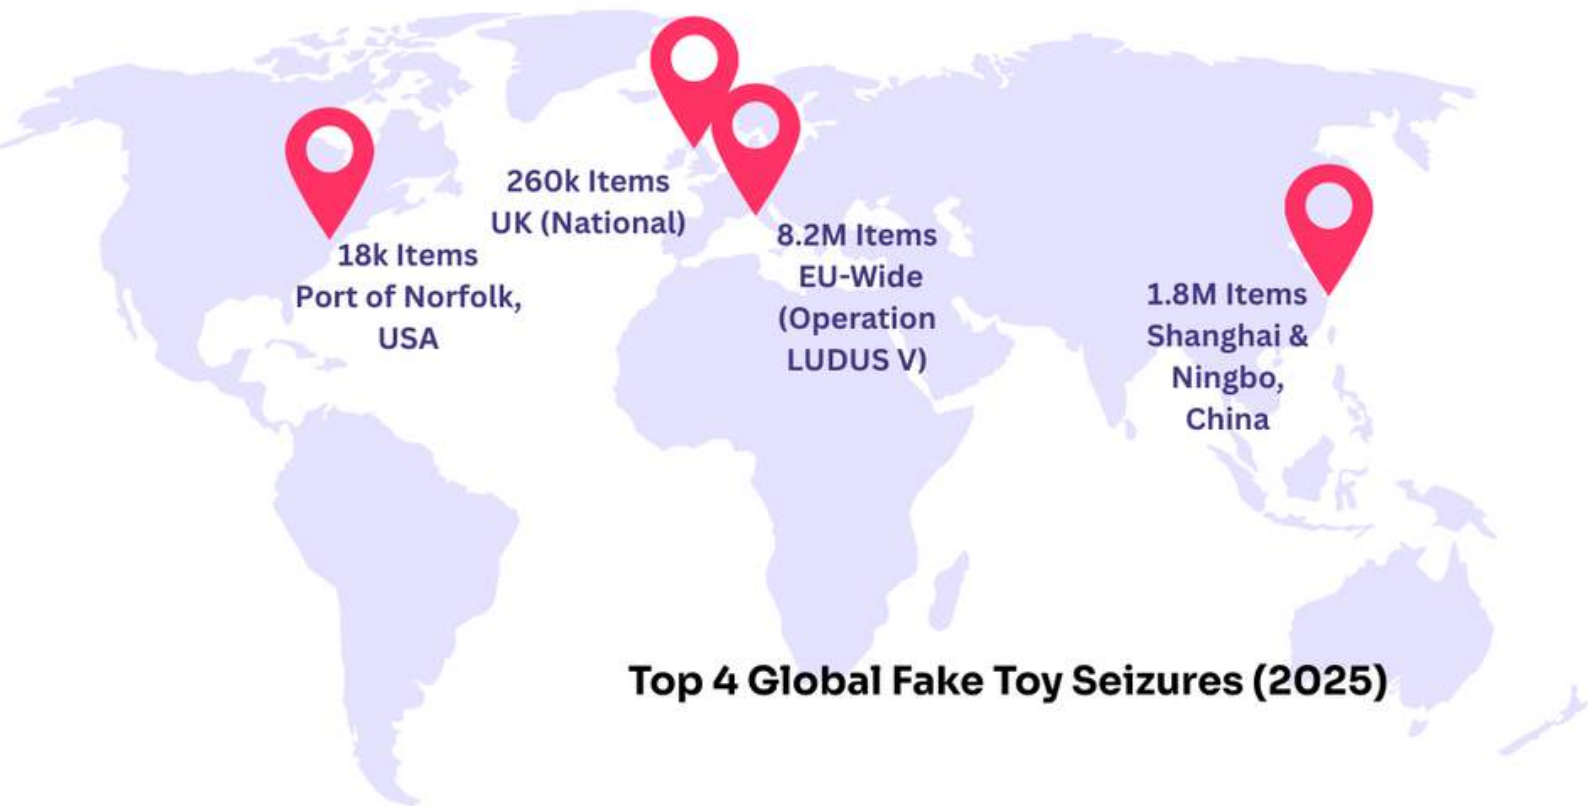 260k Items
UK (National)
18k Items
Port of Norfolk,
USA
8.2M Items
EU-Wide
(Operation
LUDUS V)
1.8M Items
Shanghai &
Ningbo,
China
Top 4 Global Fake Toy Seizures (2025)